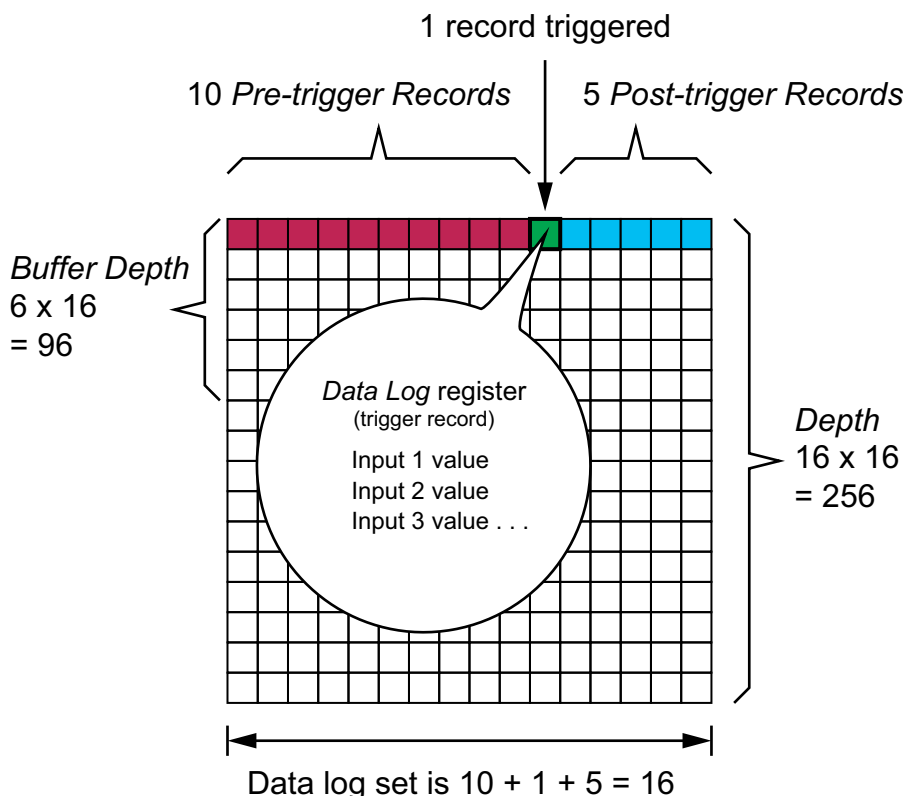 1 record triggered
10 Pre-trigger Records
5 Post-trigger Records
Buffer Depth
6 x 16
= 96
Data Log register
(trigger record)
Input 1 value
Input 2 value
Input 3 value . . .
Depth
16 x 16
= 256
Data log set is 10 + 1 + 5 = 16